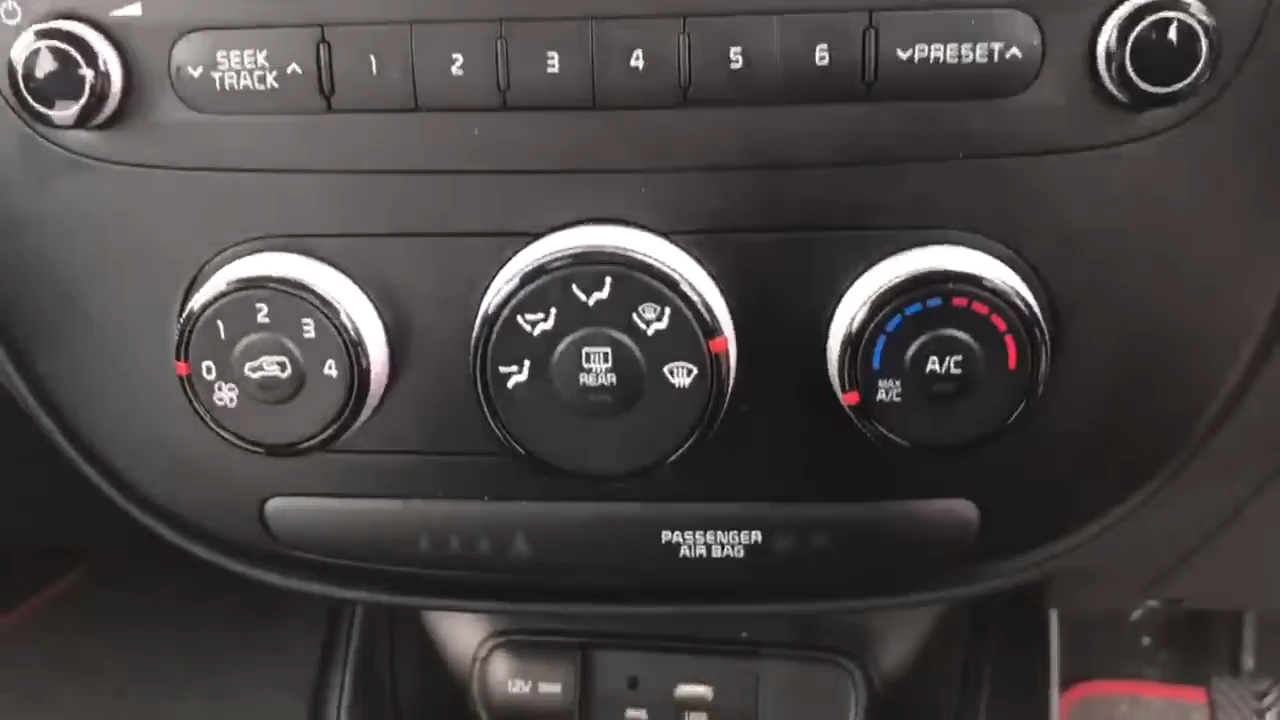 SEEK
TRACK
1
2
3
4
5
6
PRESET
0
1
2
3
4
REAR
A/C
MAX
A/C
PASSENGER
AIR BAG
12V